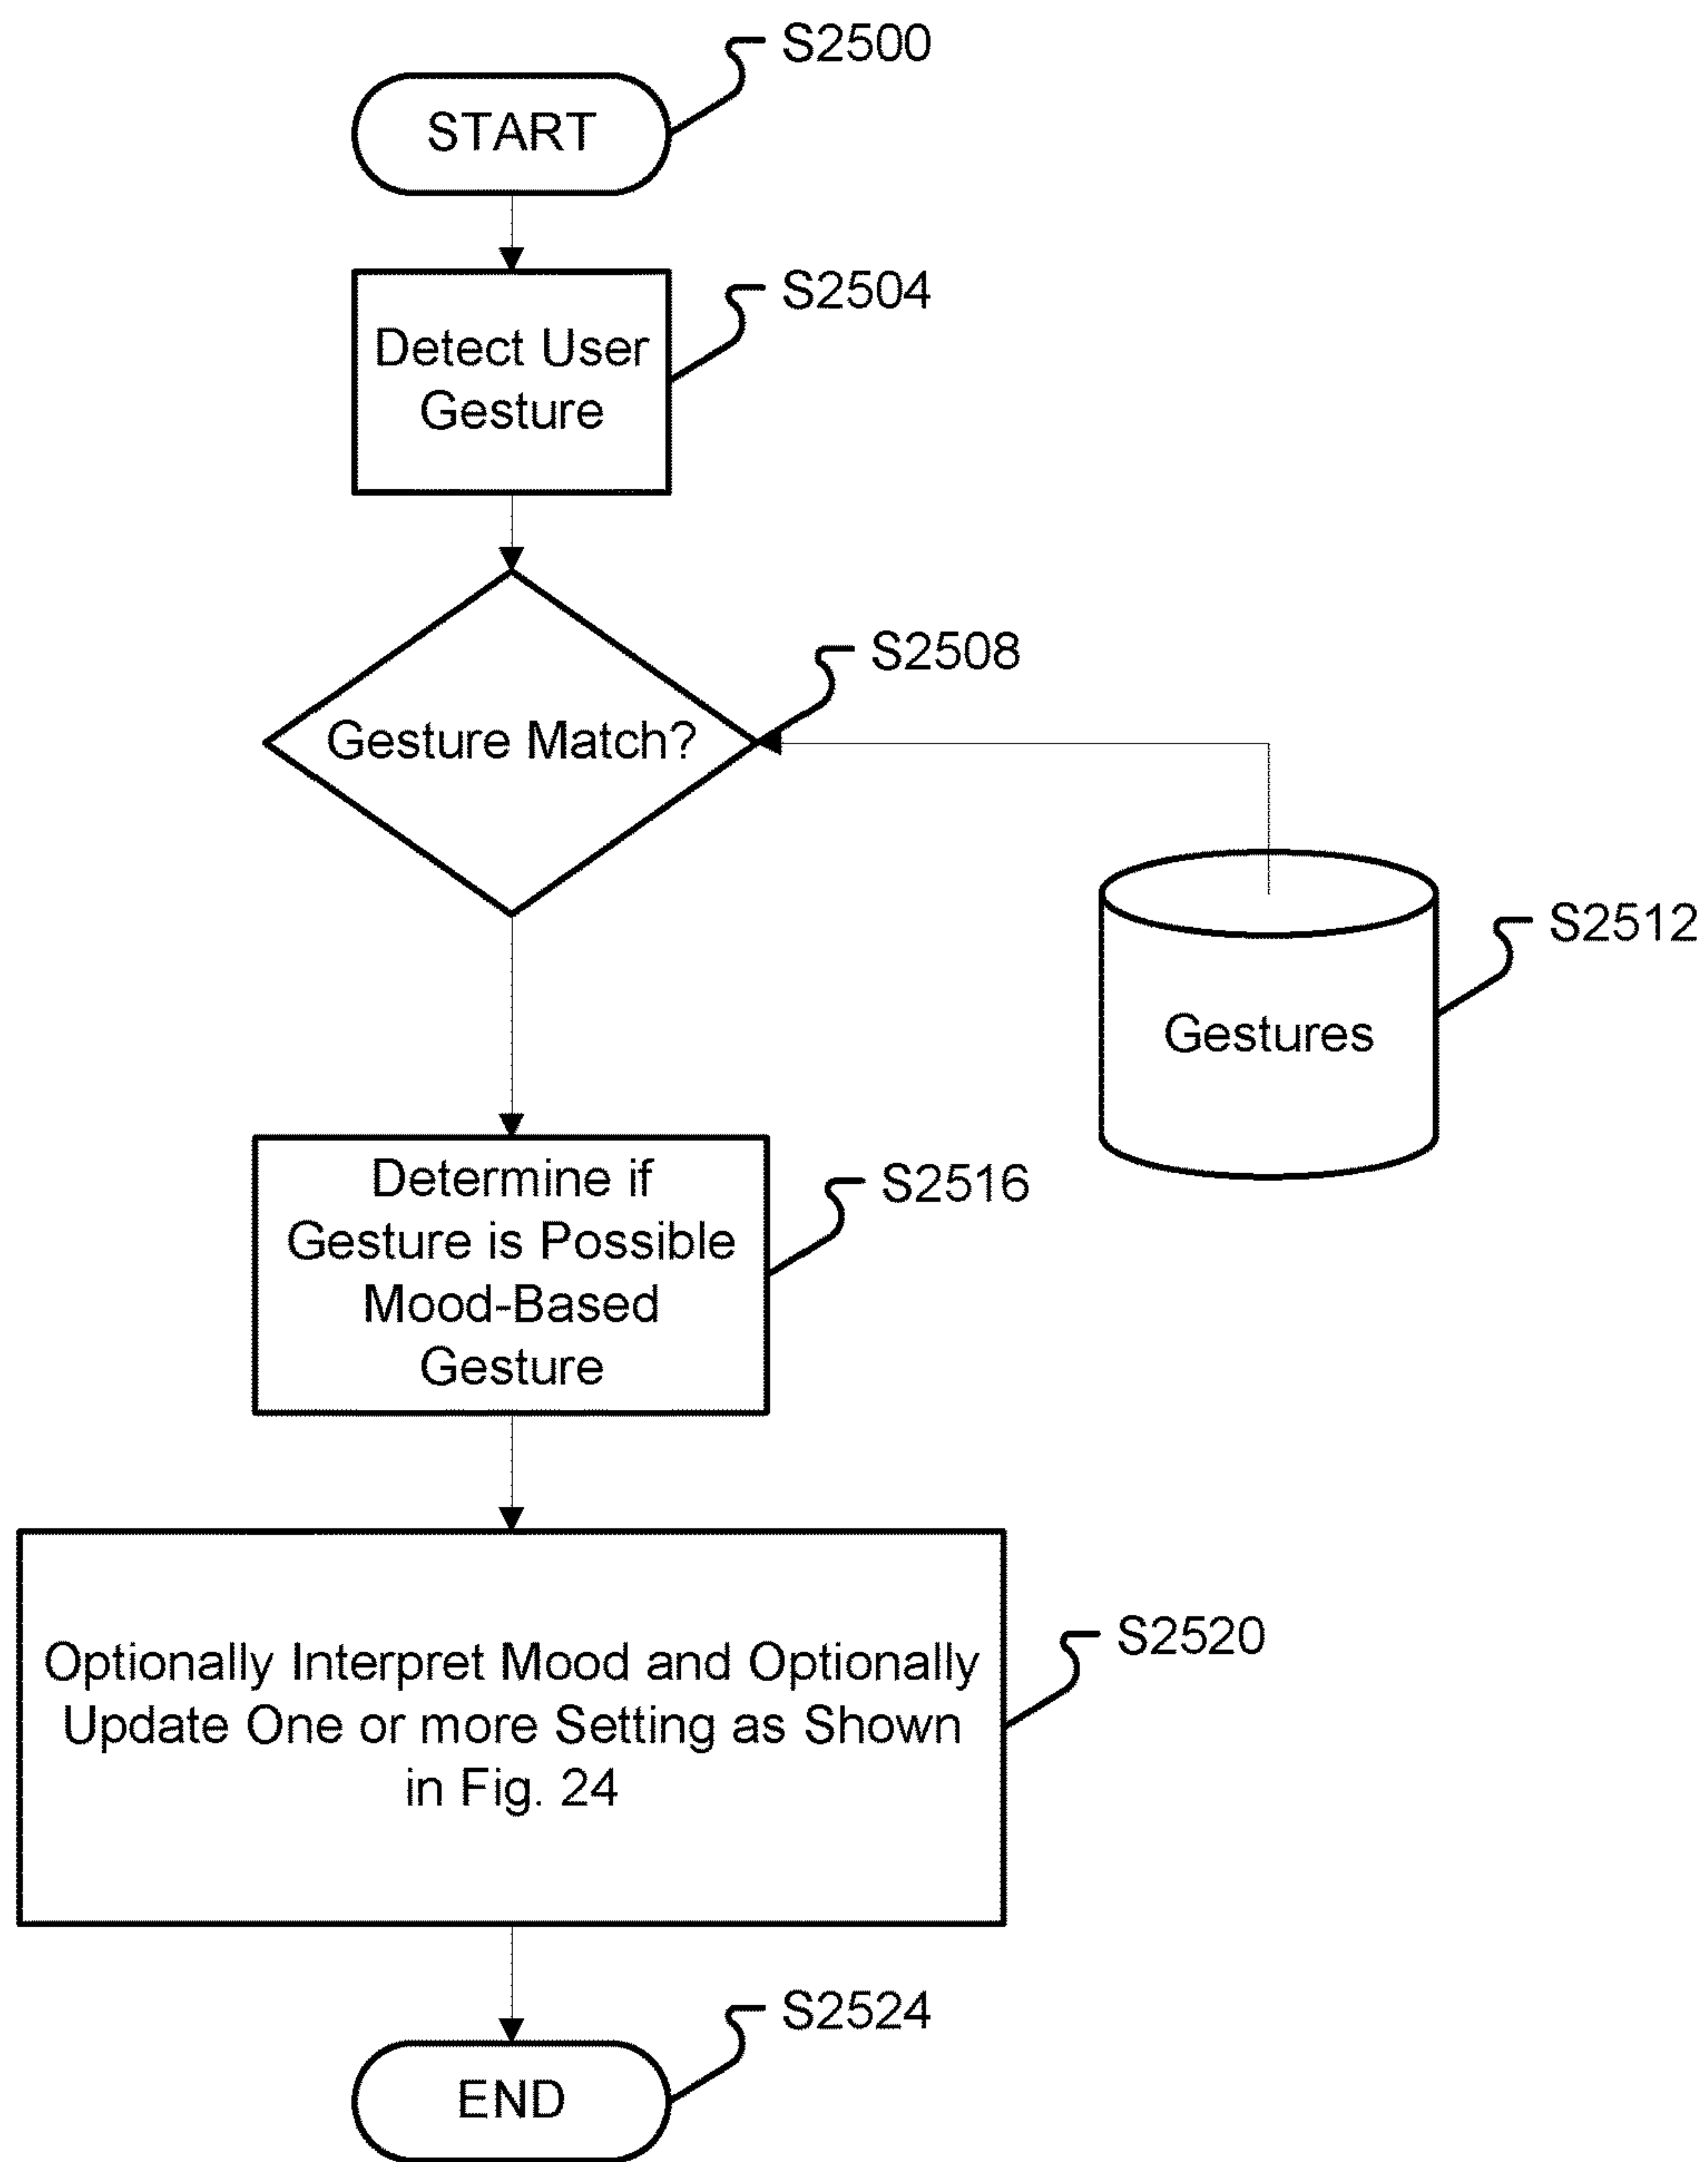 S2500
START
S2504
Detect User
Gesture
S2508
Gesture Match?
S2512
Gestures
S2516
Determine if
Gesture is Possible
Mood-Based
Gesture
S2520
Optionally Interpret Mood and Optionally
Update One or more Setting as Shown
in Fig. 24
S2524
END